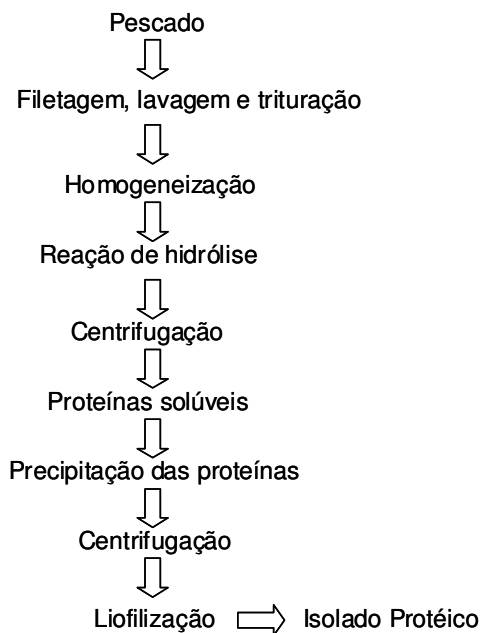 Pescado
Filetagem, lavagem e trituração
Homogeneização
Reação de hidrólise
Centrifugação
Proteínas solúveis
Precipitação das proteínas
Centrifugação
Liofilização Isolado Protéico